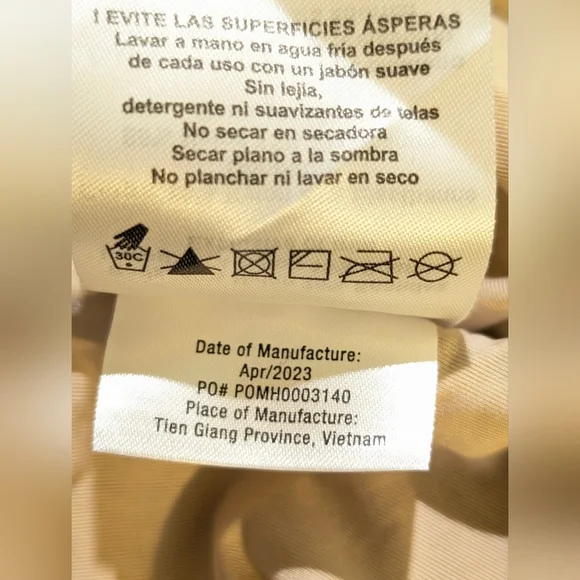 ! EVITE LAS SUPERFICIES ÁSPERAS
Lavar a mano en agua fría después
de cada uso con un jabón suave
Sin lejía,
detergente ni suavizantes de telas
No secar en secadora
Secar plano a la sombra
No planchar ni lavar en seco
30C
Date of Manufacture:
Apr/2023
PO# POMH0003140
Place of Manufacture:
Tien Giang Province, Vietnam